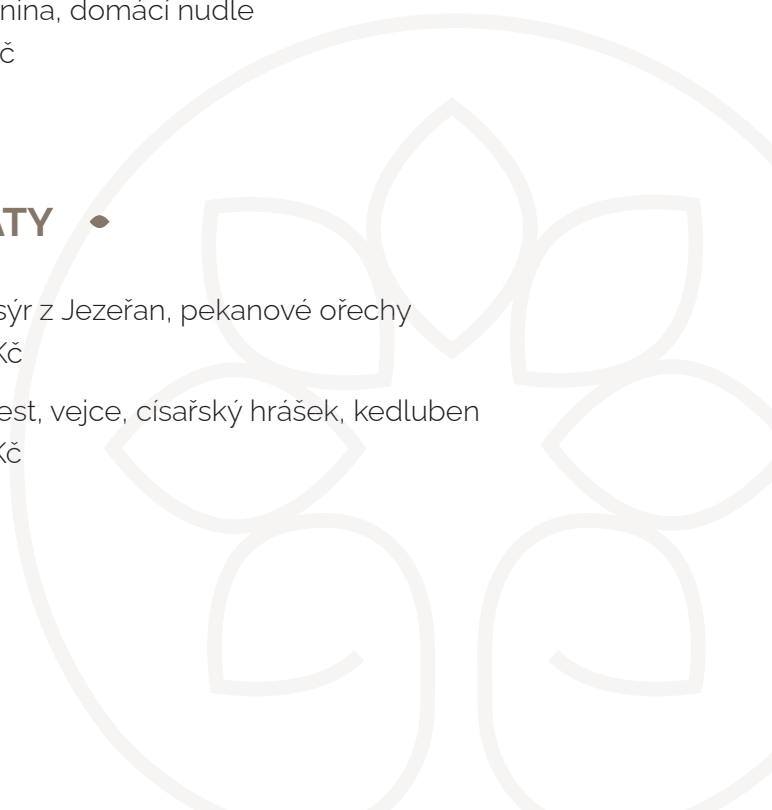 nina, domácí nudle
č
ATY
sýr z Jezeřan, pekanové ořechy
Kč
est, vejce, císařský hrášek, kedluben
Kč